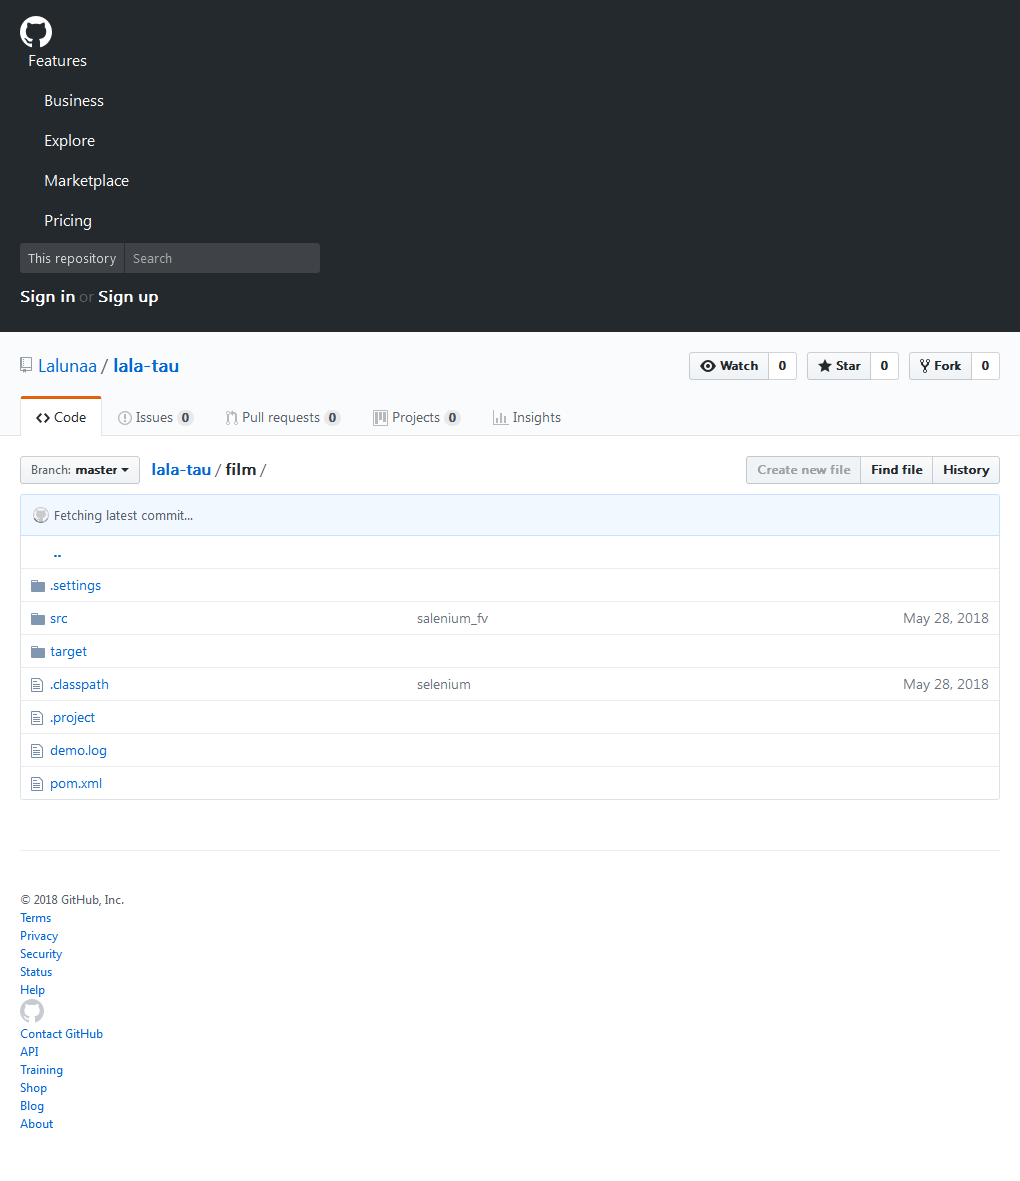 Features
Business
Explore
Marketplace
Pricing
This repository Search
Sign in or Sign up
Lalunaa / lala-tau Watch 0 Star 0 Fork 0
Code Issues 0 Pull requests 0 Projects 0 Insights
Branch: master lala-tau / film / Create new file Find file History
Fetching latest commit...
..
.settings
src salenium_fv May 28, 2018
target
.classpath selenium May 28, 2018
.project
demo.log
pom.xml
© 2018 GitHub, Inc.
Terms
Privacy
Security
Status
Help
Contact GitHub
API
Training
Shop
Blog
About